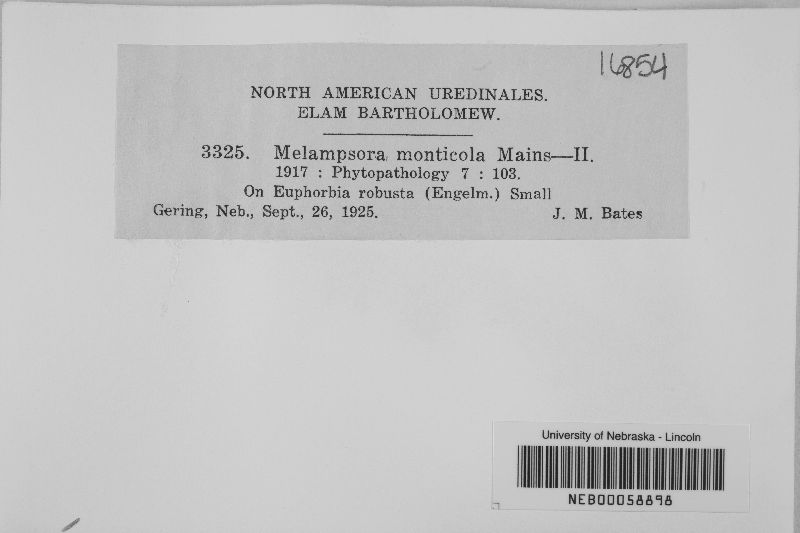 16854
NORTH AMERICAN UREDINALES.
ELAM BARTHOLOMEW.
3325. Melampsora monticola Mains—II.
1917 : Phytopathology 7 : 103.
On Euphorbia robusta (Engelm.) Small
Gering, Neb., Sept., 26, 1925. J. M. Bates
University of Nebraska - Lincoln
NEB00058898